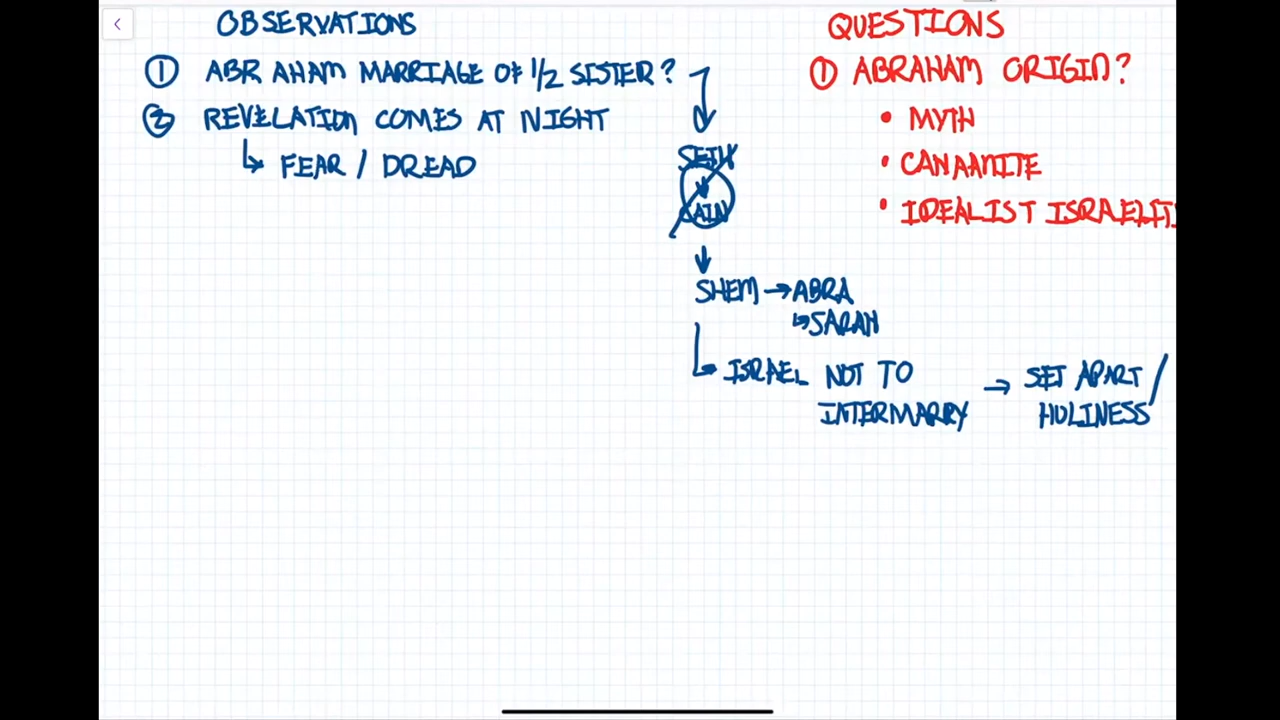 OBSERVATIONS
① ABRAHAM MARRIAGE OF 1/2 SISTER?
② REVELATION COMES AT NIGHT
↳ FEAR / DREAD
SETH
↓
CAIN
↓
SHEM → ABRA
↳ SARAH
↳ ISRAEL NOT TO
INTERMARRY
→ SET APART /
HOLINESS
QUESTIONS
① ABRAHAM ORIGIN?
• MYTH
• CANAANITE
• IDEALIST ISRAELITE